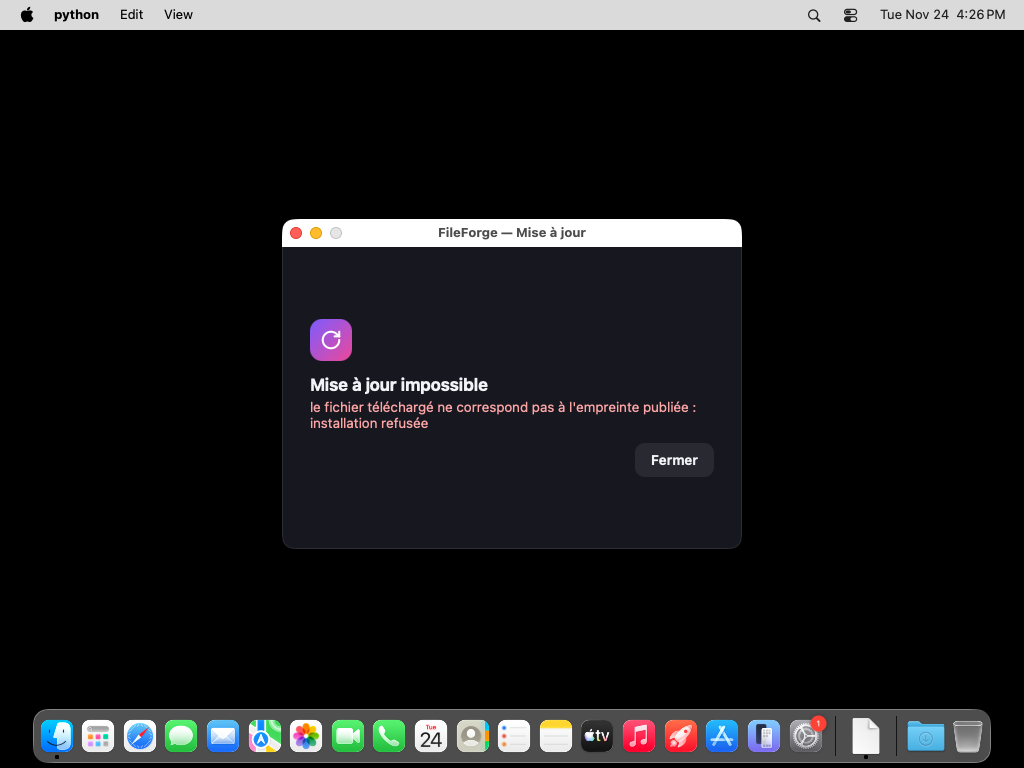 python Edit View Tue Nov 24 4:26 PM
FileForge — Mise à jour
Mise à jour impossible
le fichier téléchargé ne correspond pas à l'empreinte publiée :
installation refusée
Fermer
TUE
24
tv
1